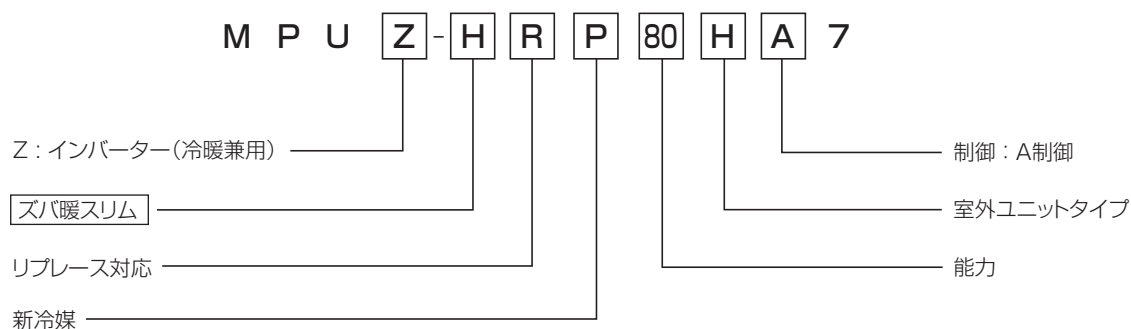 MPUZ-HRP80HA7
Z：インバーター(冷暖兼用)
制御：A制御
ズバ暖スリム
室外ユニットタイプ
リプレース対応
能力
新冷媒